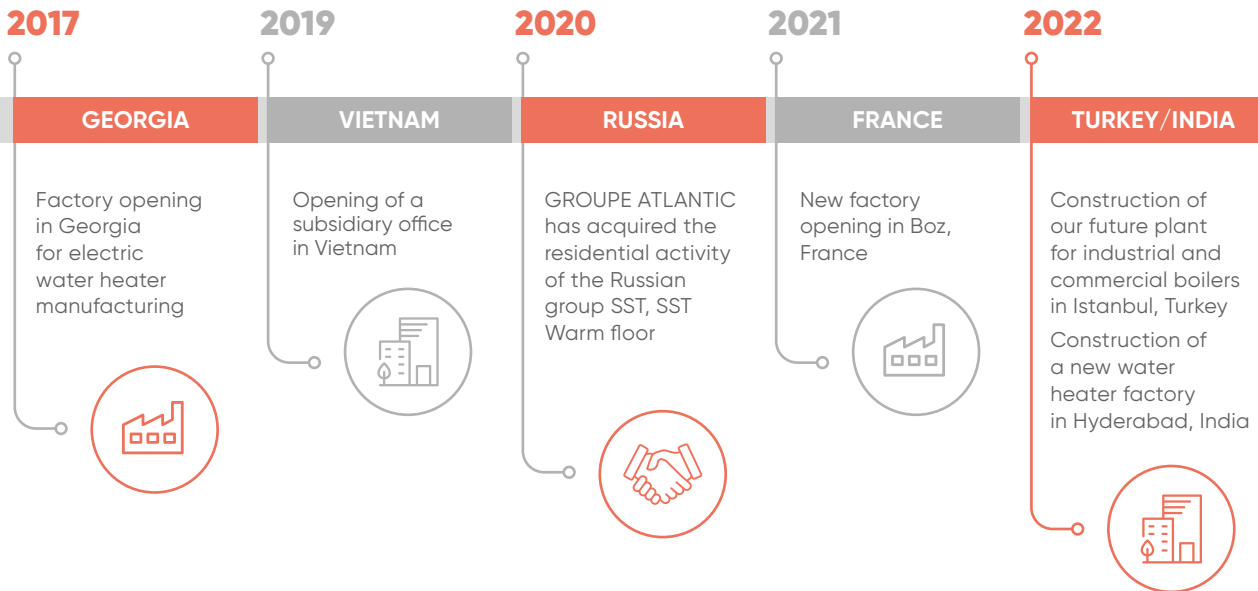 2017
GEORGIA
Factory opening
in Georgia
for electric
water heater
manufacturing
2019
VIETNAM
Opening of a
subsidiary office
in Vietnam
2020
RUSSIA
GROUPE ATLANTIC
has acquired the
residential activity
of the Russian
group SST, SST
Warm floor
2021
FRANCE
New factory
opening in Boz,
France
2022
TURKEY/INDIA
Construction of
our future plant
for industrial and
commercial boilers
in Istanbul, Turkey
Construction of
a new water
heater factory
in Hyderabad, India